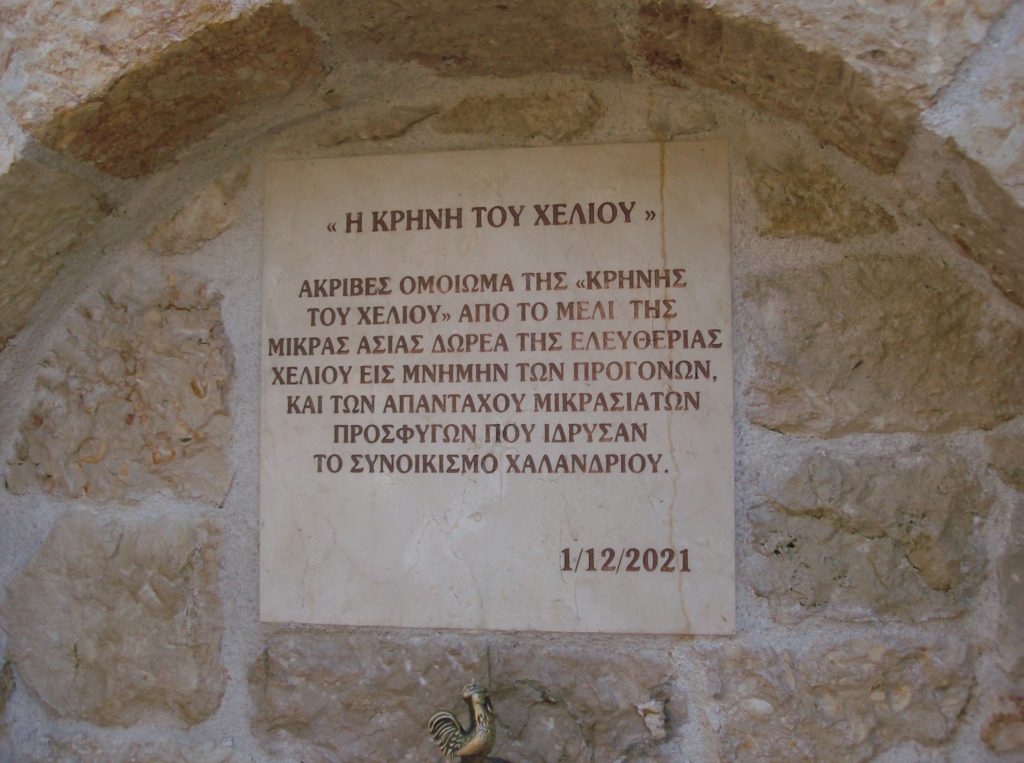 « Η ΚΡΗΝΗ ΤΟΥ ΧΕΛΙΟΥ »
ΑΚΡΙΒΕΣ ΟΜΟΙΩΜΑ ΤΗΣ «ΚΡΗΝΗΣ
ΤΟΥ ΧΕΛΙΟΥ» ΑΠΟ ΤΟ ΜΕΛΙ ΤΗΣ
ΜΙΚΡΑΣ ΑΣΙΑΣ ΔΩΡΕΑ ΤΗΣ ΕΛΕΥΘΕΡΙΑΣ
ΧΕΛΙΟΥ ΕΙΣ ΜΝΗΜΗΝ ΤΩΝ ΠΡΟΓΟΝΩΝ,
ΚΑΙ ΤΩΝ ΑΠΑΝΤΑΧΟΥ ΜΙΚΡΑΣΙΑΤΩΝ
ΠΡΟΣΦΥΓΩΝ ΠΟΥ ΙΔΡΥΣΑΝ
ΤΟ ΣΥΝΟΙΚΙΣΜΟ ΧΑΛΑΝΔΡΙΟΥ.
1/12/2021